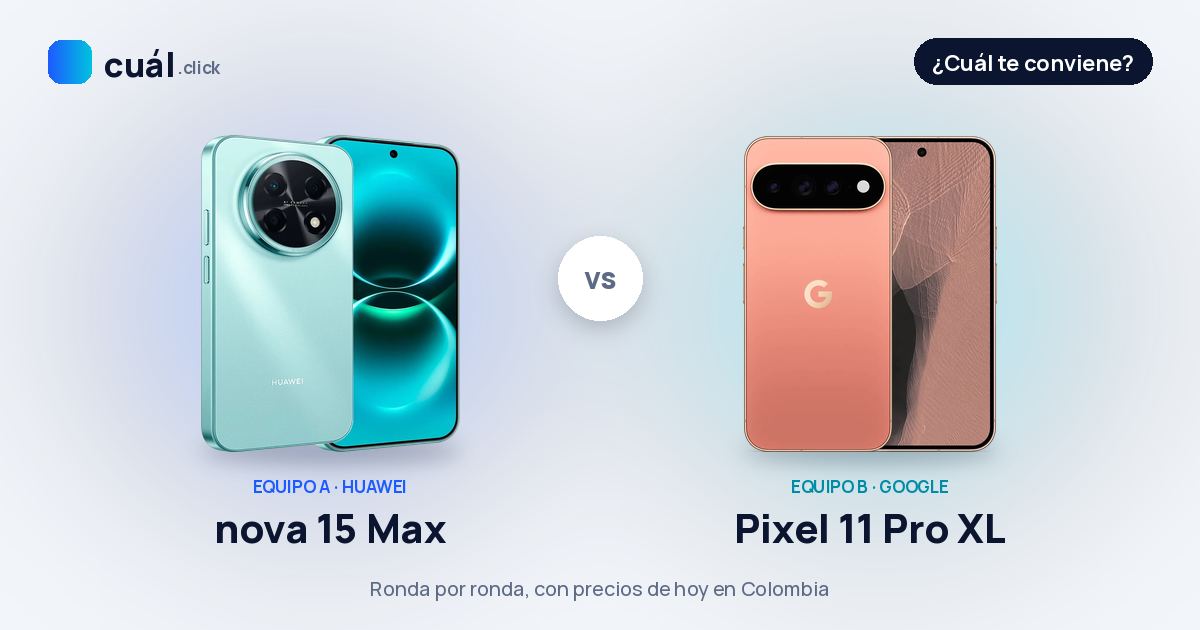 cuál.click
¿Cuál te conviene?
HUAWEI
G
VS
EQUIPO A · HUAWEI
nova 15 Max
EQUIPO B · GOOGLE
Pixel 11 Pro XL
Ronda por ronda, con precios de hoy en Colombia